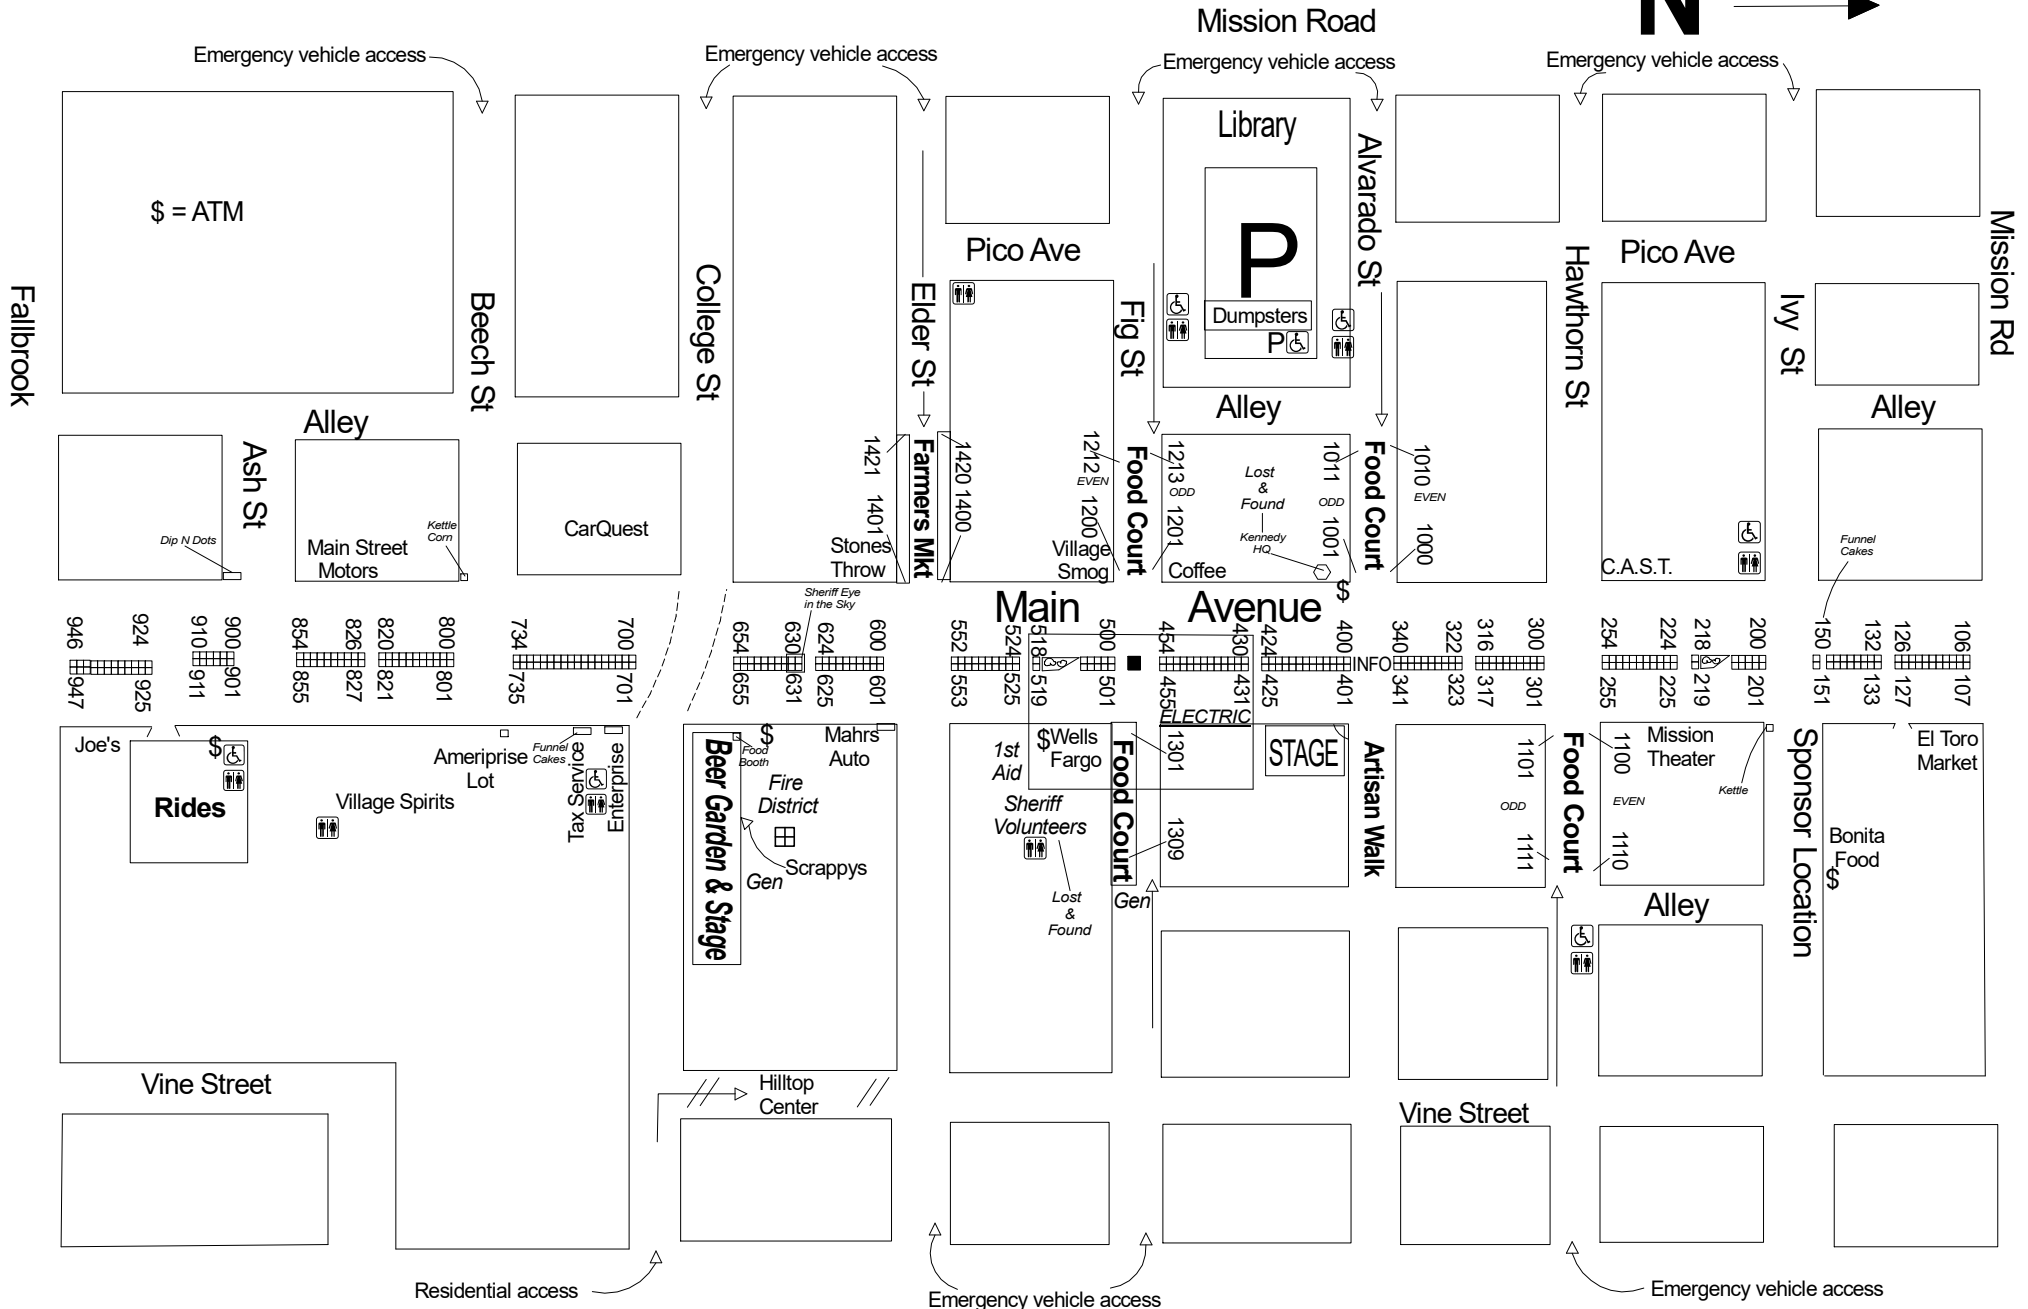 Mission Road
N
Emergency vehicle access
Emergency vehicle access
Emergency vehicle access
Emergency vehicle access
Library
$ = ATM
P
Dumpsters
P
Pico Ave
Pico Ave
Fallbrook
Beech St
College St
Elder St
Fig St
Alvarado St
Hawthorn St
Ivy St
Mission Rd
Alley
Alley
Alley
Ash St
Dip N Dots
Main Street
Motors
Kettle
Corn
CarQuest
1421
1401
Stones
Throw
Farmers Mkt
1420
1400
1212
EVEN
1200
Village
Smog
Food Court
1213
ODD
1201
Coffee
Lost
&
Found
Kennedy
HQ
1011
ODD
1001
$
Food Court
1010
EVEN
1000
C.A.S.T.
Funnel
Cakes
Sheriff Eye
in the Sky
Main Avenue
946 924 910 900 854 826 820 800 734 700 654 630 624 600 552 524 518 500 454 430 424 400 340 322 316 300 254 224 218 200 150 132 126 106
INFO
947 925 911 901 855 827 821 801 735 701 655 631 625 601 553 525 519 501 455 431 425 401 341 323 317 301 255 225 219 201 151 133 127 107
ELECTRIC
Joe's
$
Rides
Village Spirits
Ameriprise
Lot
Funnel
Cakes
Tax Service
Enterprise
Beer Garden & Stage
Food
Booth
$
Fire
District
Mahrs
Auto
Scrappys
Gen
1st
Aid
$Wells
Fargo
Sheriff
Volunteers
Lost
&
Found
Food Court
Gen
1301
1309
STAGE
Artisan Walk
1101
ODD
1111
Food Court
1100
EVEN
1110
Mission
Theater
Kettle
Sponsor Location
El Toro
Market
Bonita
Food
$
Alley
Vine Street
Hilltop
Center
Vine Street
Residential access
Emergency vehicle access
Emergency vehicle access